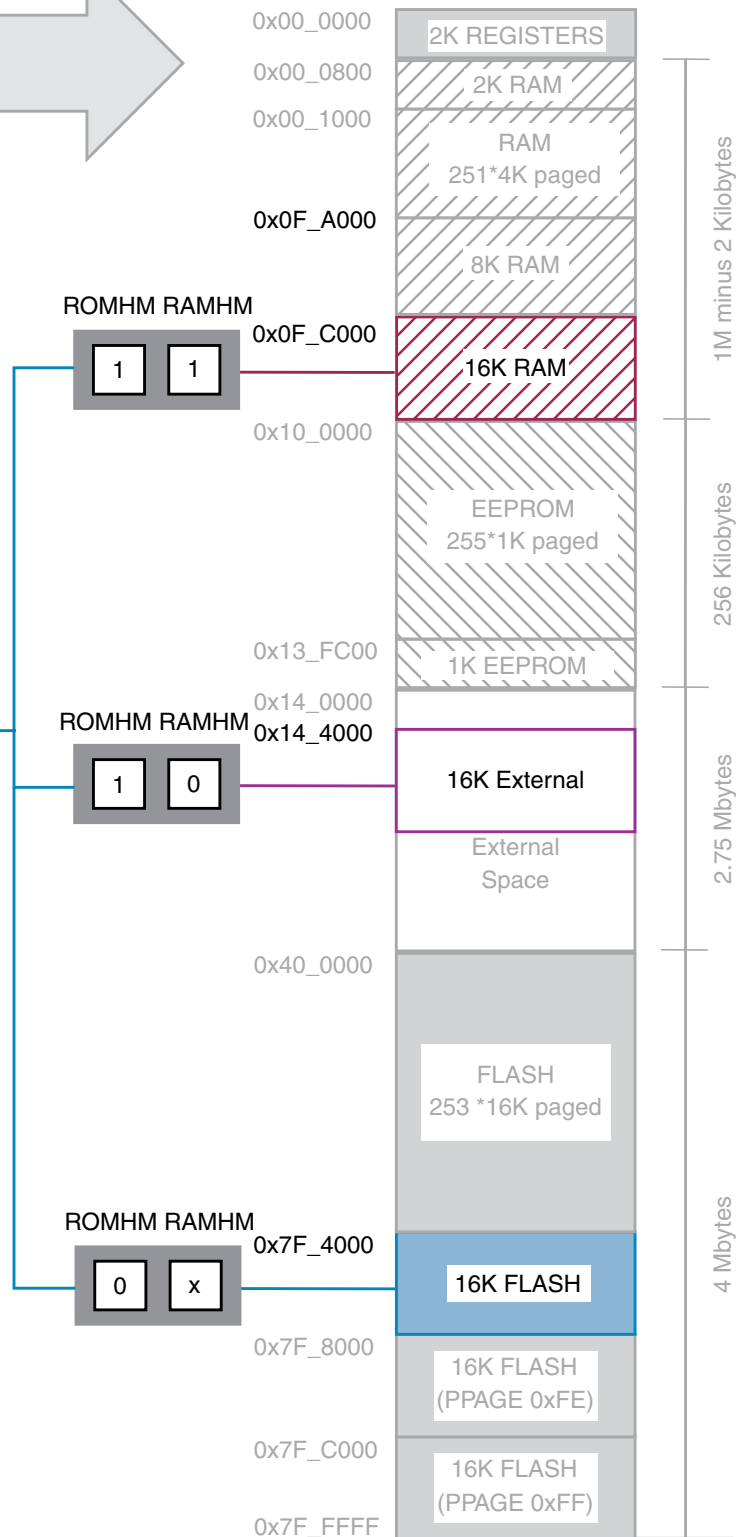 0x00_0000
2K REGISTERS
0x00_0800
2K RAM
0x00_1000
RAM
251*4K paged
0x0F_A000
8K RAM
1M minus 2 Kilobytes
ROMHM RAMHM
1 1
0x0F_C000
16K RAM
0x10_0000
EEPROM
255*1K paged
256 Kilobytes
0x13_FC00
1K EEPROM
0x14_0000
ROMHM RAMHM
1 0
0x14_4000
16K External
External
Space
2.75 Mbytes
0x40_0000
FLASH
253 *16K paged
ROMHM RAMHM
0 x
0x7F_4000
16K FLASH
4 Mbytes
0x7F_8000
16K FLASH
(PPAGE 0xFE)
0x7F_C000
16K FLASH
(PPAGE 0xFF)
0x7F_FFFF